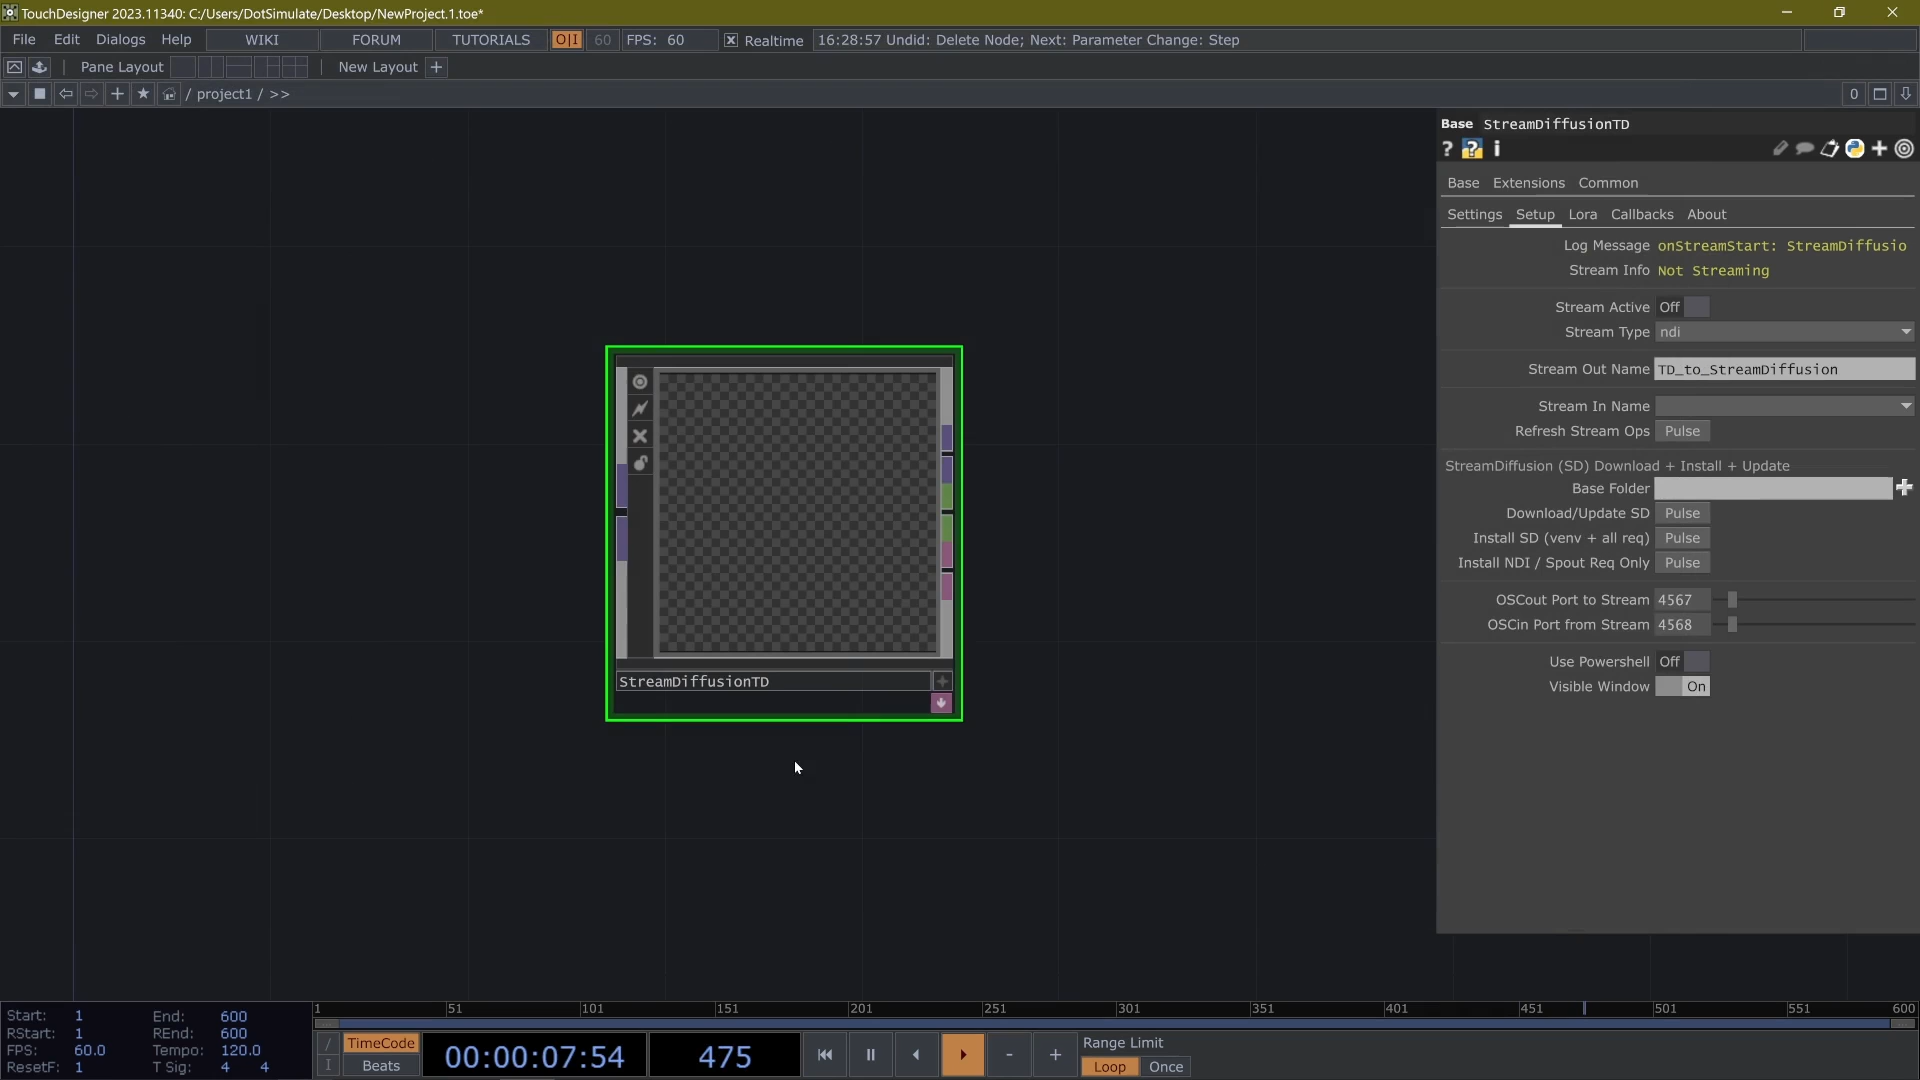 TouchDesigner 2023.11340: C:/Users/DotSimulate/Desktop/NewProject.1.toe*
File Edit Dialogs Help WIKI FORUM TUTORIALS O|I 60 FPS: 60 Realtime 16:28:57 Undid: Delete Node; Next: Parameter Change: Step
Pane Layout New Layout +
/ project1 / >> 0
Base StreamDiffusionTD
? ? i
Base Extensions Common
Settings Setup Lora Callbacks About
Log Message onStreamStart: StreamDiffusio
Stream Info Not Streaming
Stream Active Off
Stream Type ndi
Stream Out Name TD_to_StreamDiffusion
Stream In Name
Refresh Stream Ops Pulse
StreamDiffusion (SD) Download + Install + Update
Base Folder
Download/Update SD Pulse
Install SD (venv + all req) Pulse
Install NDI / Spout Req Only Pulse
OSCout Port to Stream 4567
OSCin Port from Stream 4568
Use Powershell Off
Visible Window On
StreamDiffusionTD
1 51 101 151 201 251 301 351 401 451 501 551 600
Start: 1 End: 600
RStart: 1 REnd: 600
FPS: 60.0 Tempo: 120.0
ResetF: 1 T Sig: 4 4
/ TimeCode
I Beats
00:00:07:54 475 - +
Range Limit
Loop Once